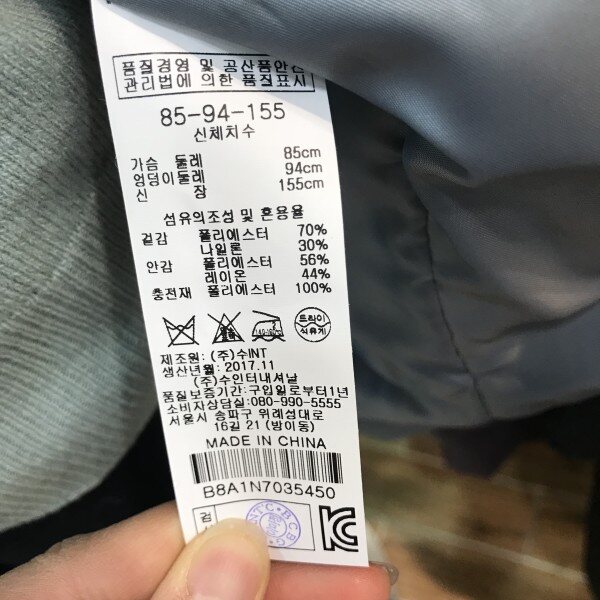 품질경영 및 공산품안전
관리법에 의한 품질표시
85-94-155
신체치수
가슴 둘레 85cm
엉덩이둘레 94cm
신 장 155cm
섬유의조성 및 혼용율
겉감 폴리에스터 70%
나일론 30%
안감 폴리에스터 56%
레이온 44%
충전재 폴리에스터 100%
드라이
석유계
제조원: (주)수INT
생산년월: 2017.11
(주)수인터내셔날
품질보증기간: 구입일로부터1년
소비자상담실: 080-990-5555
서울시 송파구 위례성대로
16길 21 (방이동)
MADE IN CHINA
B8A1N7035450
검